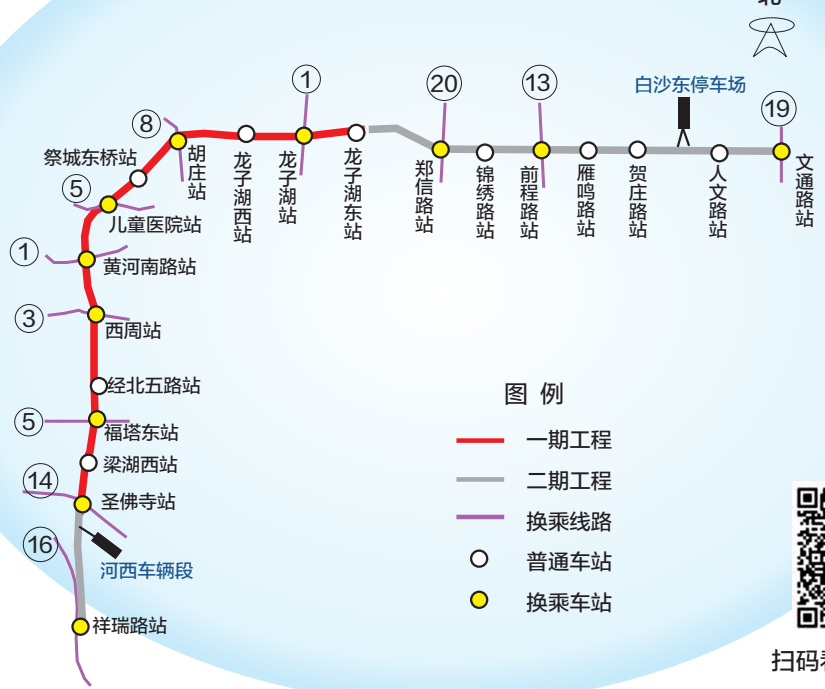 北
①
⑳
⑬
白沙东停车场
⑲
⑧
祭城东桥站
胡庄站
龙子湖西站
龙子湖站
龙子湖东站
郑信路站
锦绣路站
前程路站
雁鸣路站
贺庄路站
人文路站
文通路站
⑤
儿童医院站
①
黄河南路站
③
西周站
经北五路站
⑤
福塔东站
梁湖西站
⑭
圣佛寺站
⑯
河西车辆段
祥瑞路站
图例
一期工程
二期工程
换乘线路
普通车站
换乘车站
扫码